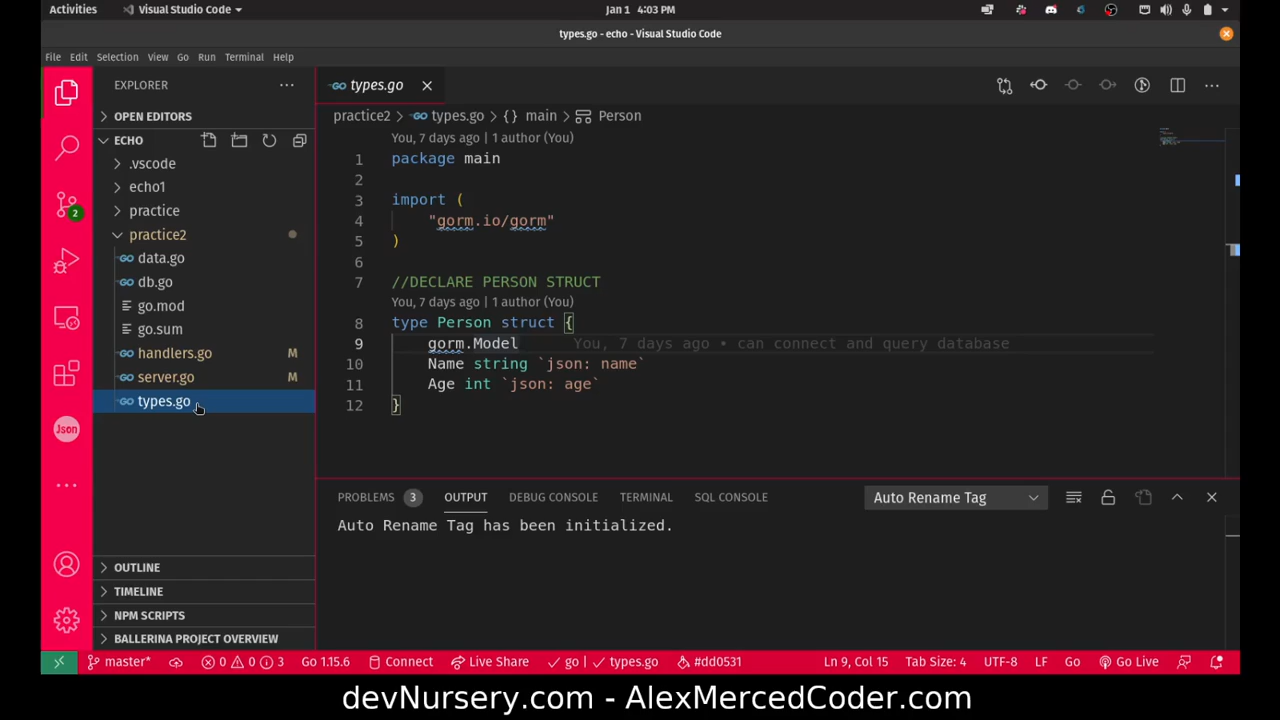 Activities
Visual Studio Code
Jan 1 4:03 PM
types.go - echo - Visual Studio Code
File Edit Selection View Go Run Terminal Help
EXPLORER
OPEN EDITORS
ECHO
.vscode
echo1
practice
practice2
data.go
db.go
go.mod
go.sum
handlers.go M
server.go M
types.go
OUTLINE
TIMELINE
NPM SCRIPTS
BALLERINA PROJECT OVERVIEW
2
Json
types.go
practice2 > types.go > {} main > Person
You, 7 days ago | 1 author (You)
1 package main
2
3 import (
4 "gorm.io/gorm"
5 )
6
7 //DECLARE PERSON STRUCT
You, 7 days ago | 1 author (You)
8 type Person struct {
9 gorm.Model You, 7 days ago • can connect and query database
10 Name string `json: name`
11 Age int `json: age`
12 }
PROBLEMS 3 OUTPUT DEBUG CONSOLE TERMINAL SQL CONSOLE Auto Rename Tag
Auto Rename Tag has been initialized.
master* 0 0 3 Go 1.15.6 Connect Live Share go | types.go #dd0531 Ln 9, Col 15 Tab Size: 4 UTF-8 LF Go Go Live
devNursery.com - AlexMercedCoder.com